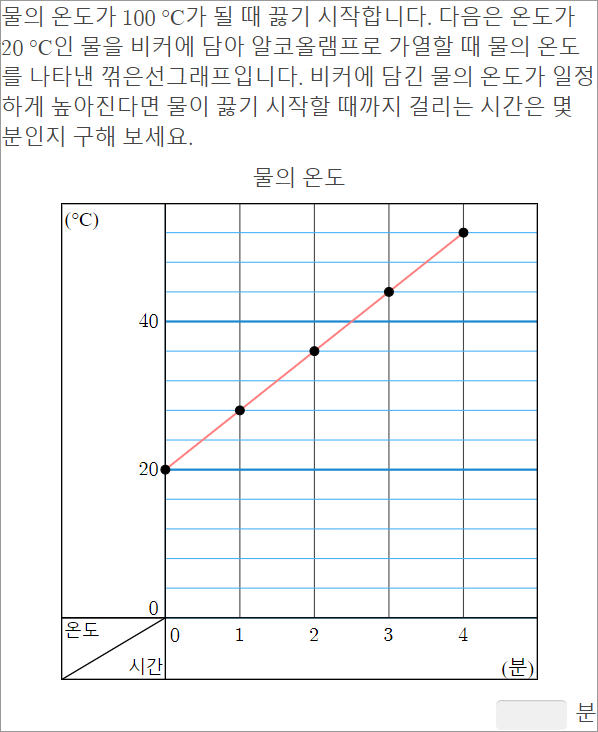 물의 온도가 100 °C가 될 때 끓기 시작합니다. 다음은 온도가
20 °C인 물을 비커에 담아 알코올램프로 가열할 때 물의 온도
를 나타낸 꺾은선그래프입니다. 비커에 담긴 물의 온도가 일정
하게 높아진다면 물이 끓기 시작할 때까지 걸리는 시간은 몇
분인지 구해 보세요.
물의 온도
(°C)
40
20
0
온도
시간
0 1 2 3 4
(분)
분